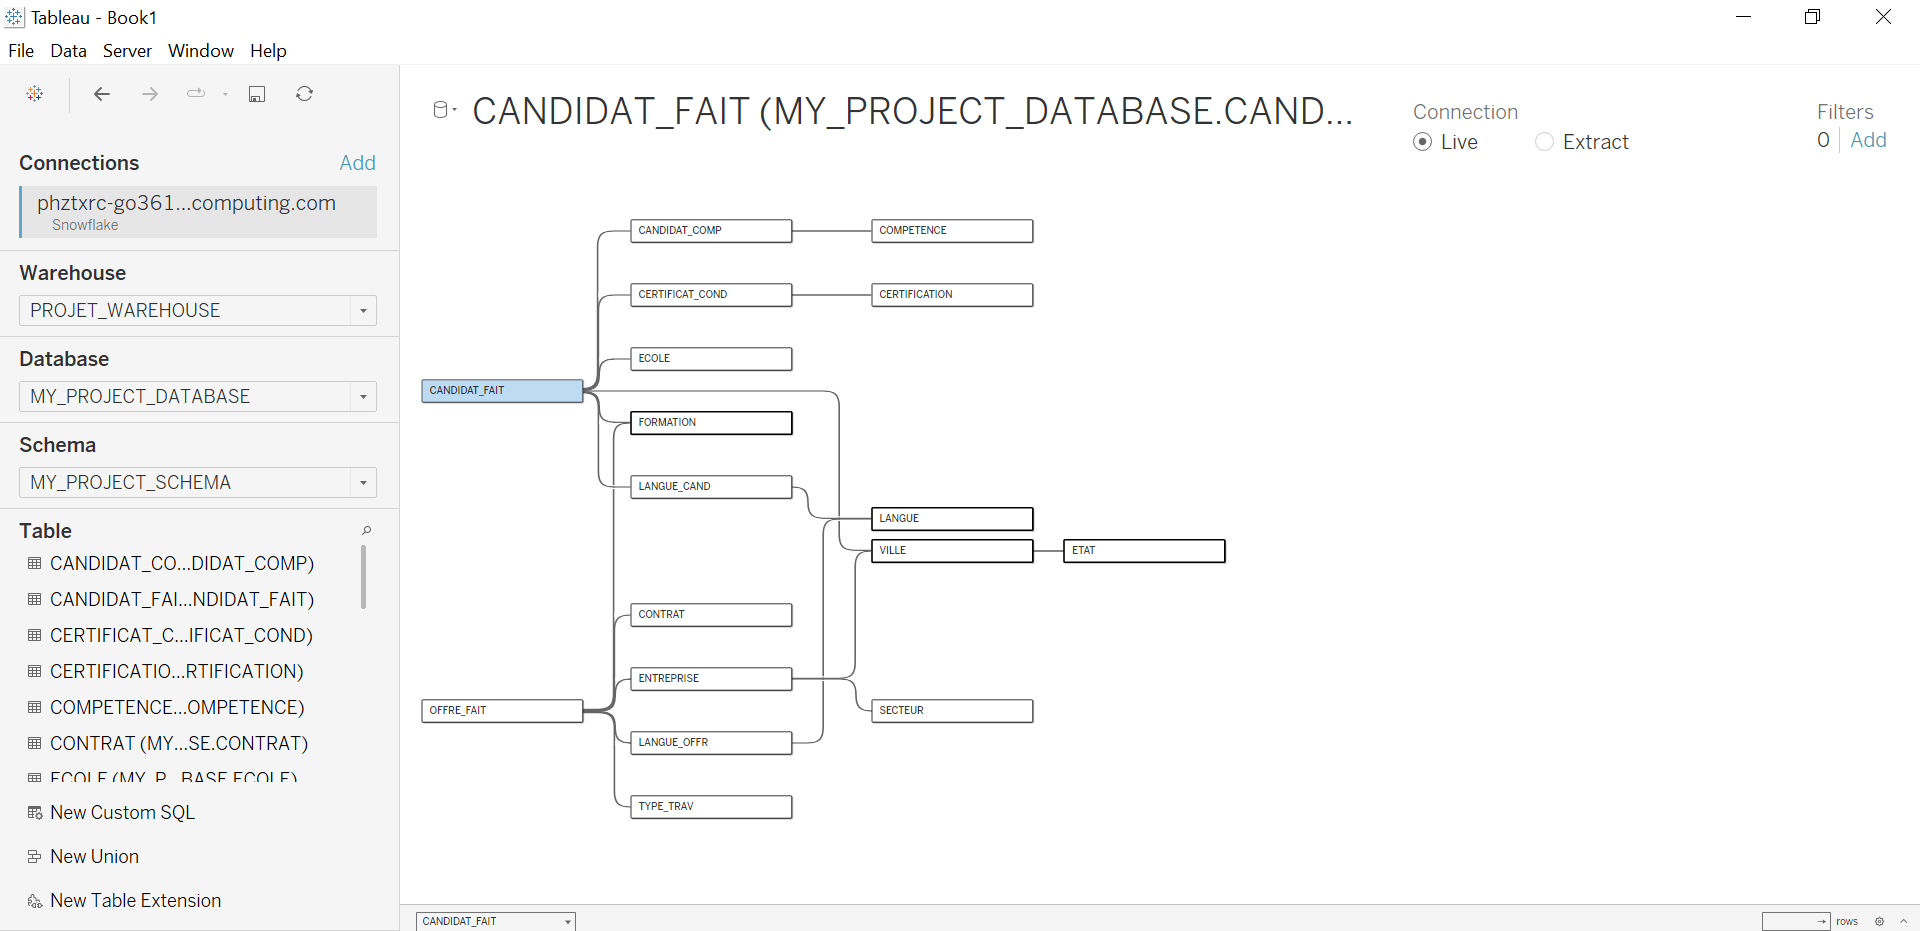 Tableau - Book1
File Data Server Window Help
Connections Add
phztxrc-go361...computing.com
Snowflake
Warehouse
PROJET_WAREHOUSE
Database
MY_PROJECT_DATABASE
Schema
MY_PROJECT_SCHEMA
Table
CANDIDAT_CO...DIDAT_COMP)
CANDIDAT_FAI...NDIDAT_FAIT)
CERTIFICAT_C...IFICAT_COND)
CERTIFICATIO...RTIFICATION)
COMPETENCE...OMPETENCE)
CONTRAT (MY...SE.CONTRAT)
ECOLE (MY_P...BASE.ECOLE)
New Custom SQL
New Union
New Table Extension
CANDIDAT_FAIT (MY_PROJECT_DATABASE.CAND...
Connection
Live Extract
Filters
0 Add
CANDIDAT_COMP COMPETENCE
CERTIFICAT_COND CERTIFICATION
ECOLE
CANDIDAT_FAIT
FORMATION
LANGUE_CAND
LANGUE
VILLE ETAT
CONTRAT
ENTREPRISE
OFFRE_FAIT SECTEUR
LANGUE_OFFR
TYPE_TRAV
CANDIDAT_FAIT rows